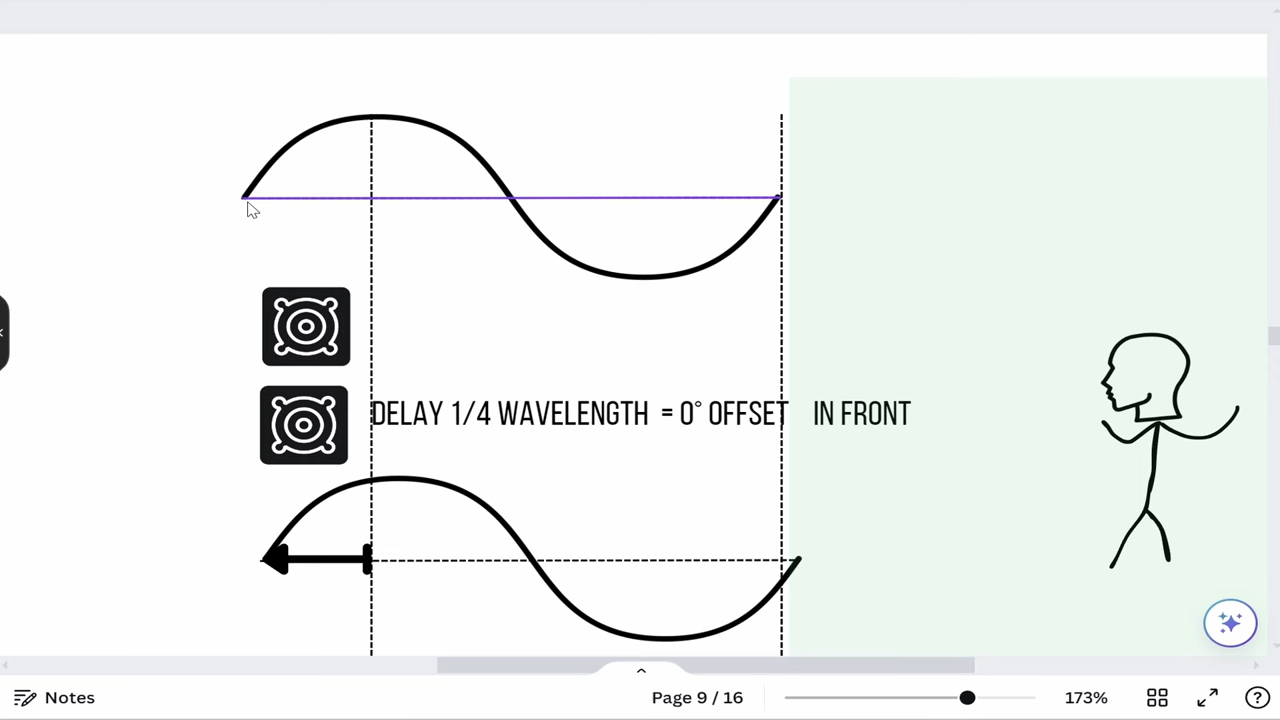 DELAY 1/4 WAVELENGTH = 0° OFFSET IN FRONT
Notes
Page 9 / 16
173%